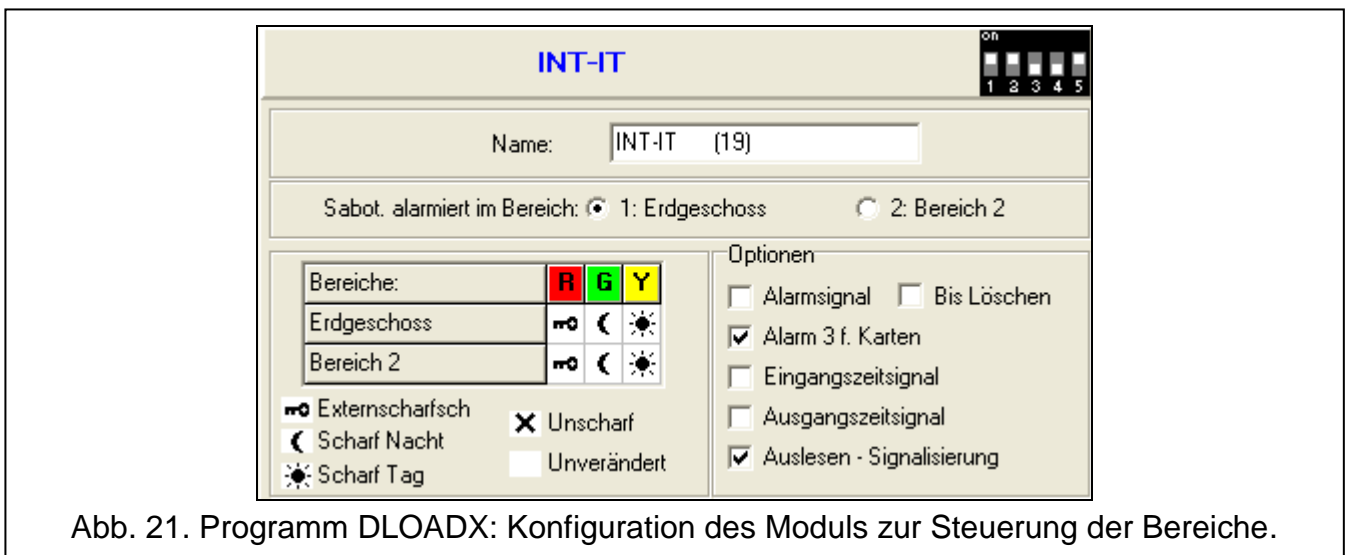 INT-IT
on
1 2 3 4 5
Name: INT-IT (19)
Sabot. alarmiert im Bereich: 1: Erdgeschoss 2: Bereich 2
Bereiche: R G Y
Erdgeschoss
Bereich 2
Externscharfsch
Scharf Nacht
Scharf Tag
Unscharf
Unverändert
Optionen
Alarmsignal Bis Löschen
Alarm 3 f. Karten
Eingangszeitsignal
Ausgangszeitsignal
Auslesen - Signalisierung
Abb. 21. Programm DLOADX: Konfiguration des Moduls zur Steuerung der Bereiche.